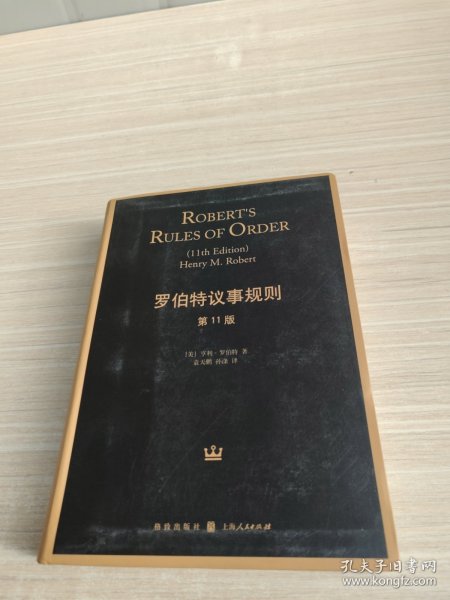 ROBERT'S
RULES OF ORDER
(11th Edition)
Henry M. Robert
罗伯特议事规则
第11版
[美] 亨利·罗伯特 著
袁天鹏 孙涤 译
格致出版社 上海人民出版社
孔夫子旧书网
www.kongfz.com